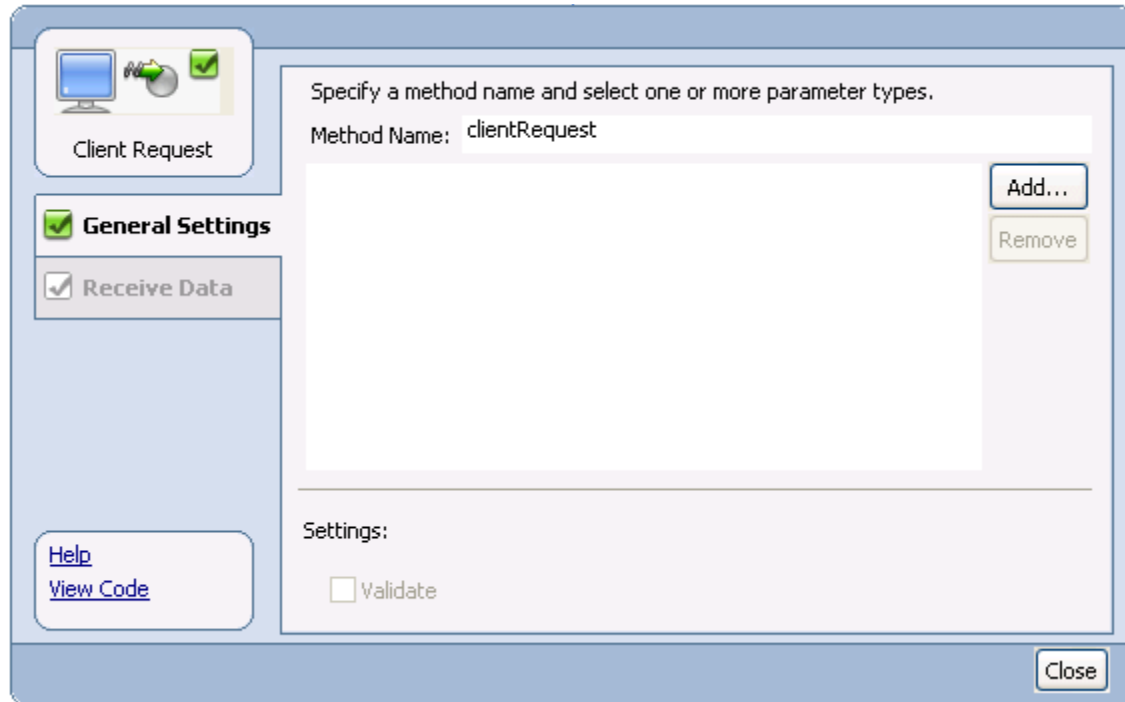 Client Request
General Settings
Receive Data
Help
View Code
Specify a method name and select one or more parameter types.
Method Name: clientRequest
Add...
Remove
Settings:
Validate
Close